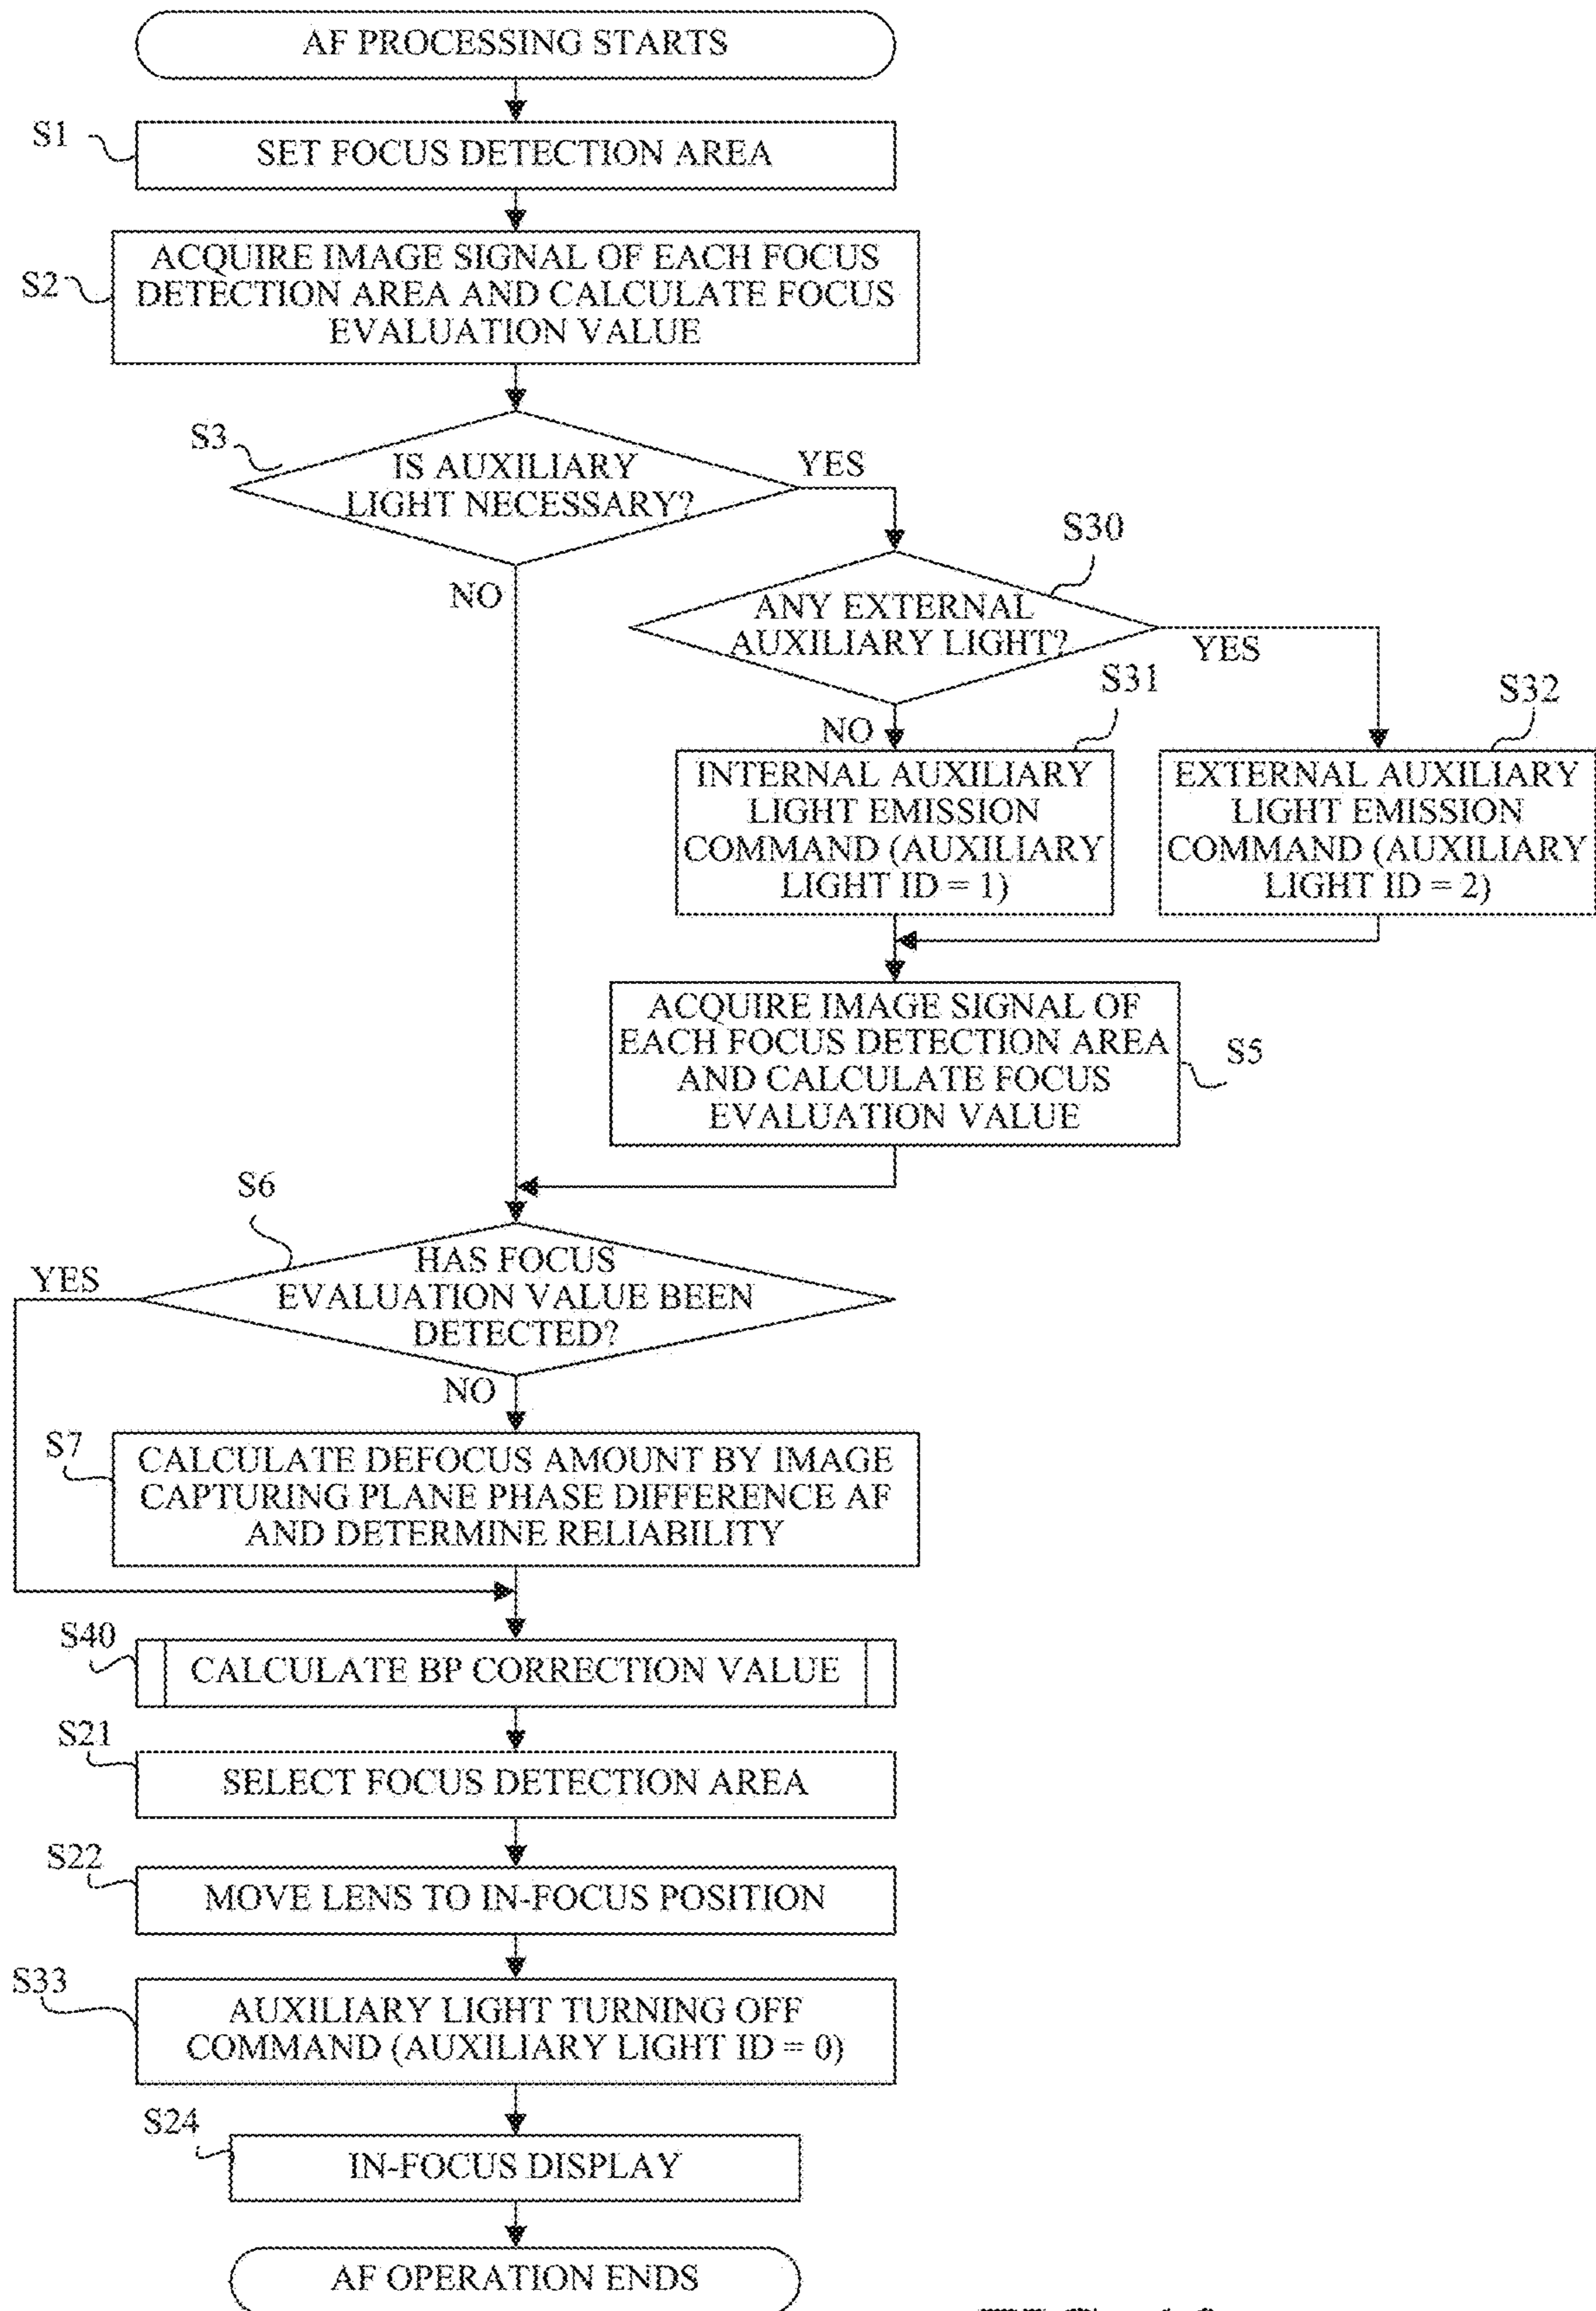 AF PROCESSING STARTS
S1
SET FOCUS DETECTION AREA
S2
ACQUIRE IMAGE SIGNAL OF EACH FOCUS
DETECTION AREA AND CALCULATE FOCUS
EVALUATION VALUE
S3
IS AUXILIARY
LIGHT NECESSARY?
YES
NO
S30
ANY EXTERNAL
AUXILIARY LIGHT?
YES
NO
S31
INTERNAL AUXILIARY
LIGHT EMISSION
COMMAND (AUXILIARY
LIGHT ID = 1)
S32
EXTERNAL AUXILIARY
LIGHT EMISSION
COMMAND (AUXILIARY
LIGHT ID = 2)
ACQUIRE IMAGE SIGNAL OF
EACH FOCUS DETECTION AREA
AND CALCULATE FOCUS
EVALUATION VALUE
S5
S6
HAS FOCUS
EVALUATION VALUE BEEN
DETECTED?
YES
NO
S7
CALCULATE DEFOCUS AMOUNT BY IMAGE
CAPTURING PLANE PHASE DIFFERENCE AF
AND DETERMINE RELIABILITY
S40
CALCULATE BP CORRECTION VALUE
S21
SELECT FOCUS DETECTION AREA
S22
MOVE LENS TO IN-FOCUS POSITION
S33
AUXILIARY LIGHT TURNING OFF
COMMAND (AUXILIARY LIGHT ID = 0)
S24
IN-FOCUS DISPLAY
AF OPERATION ENDS